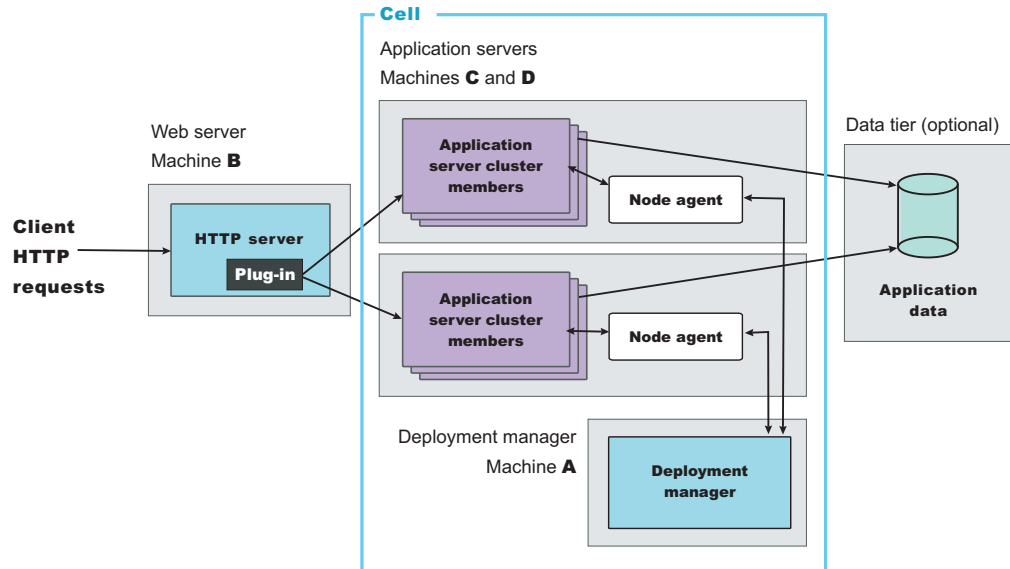 Cell
Application servers
Machines C and D
Web server
Machine B
Data tier (optional)
Client
HTTP
requests
HTTP server
Plug-in
Application
server cluster
members
Node agent
Application
server cluster
members
Node agent
Application
data
Deployment manager
Machine A
Deployment
manager